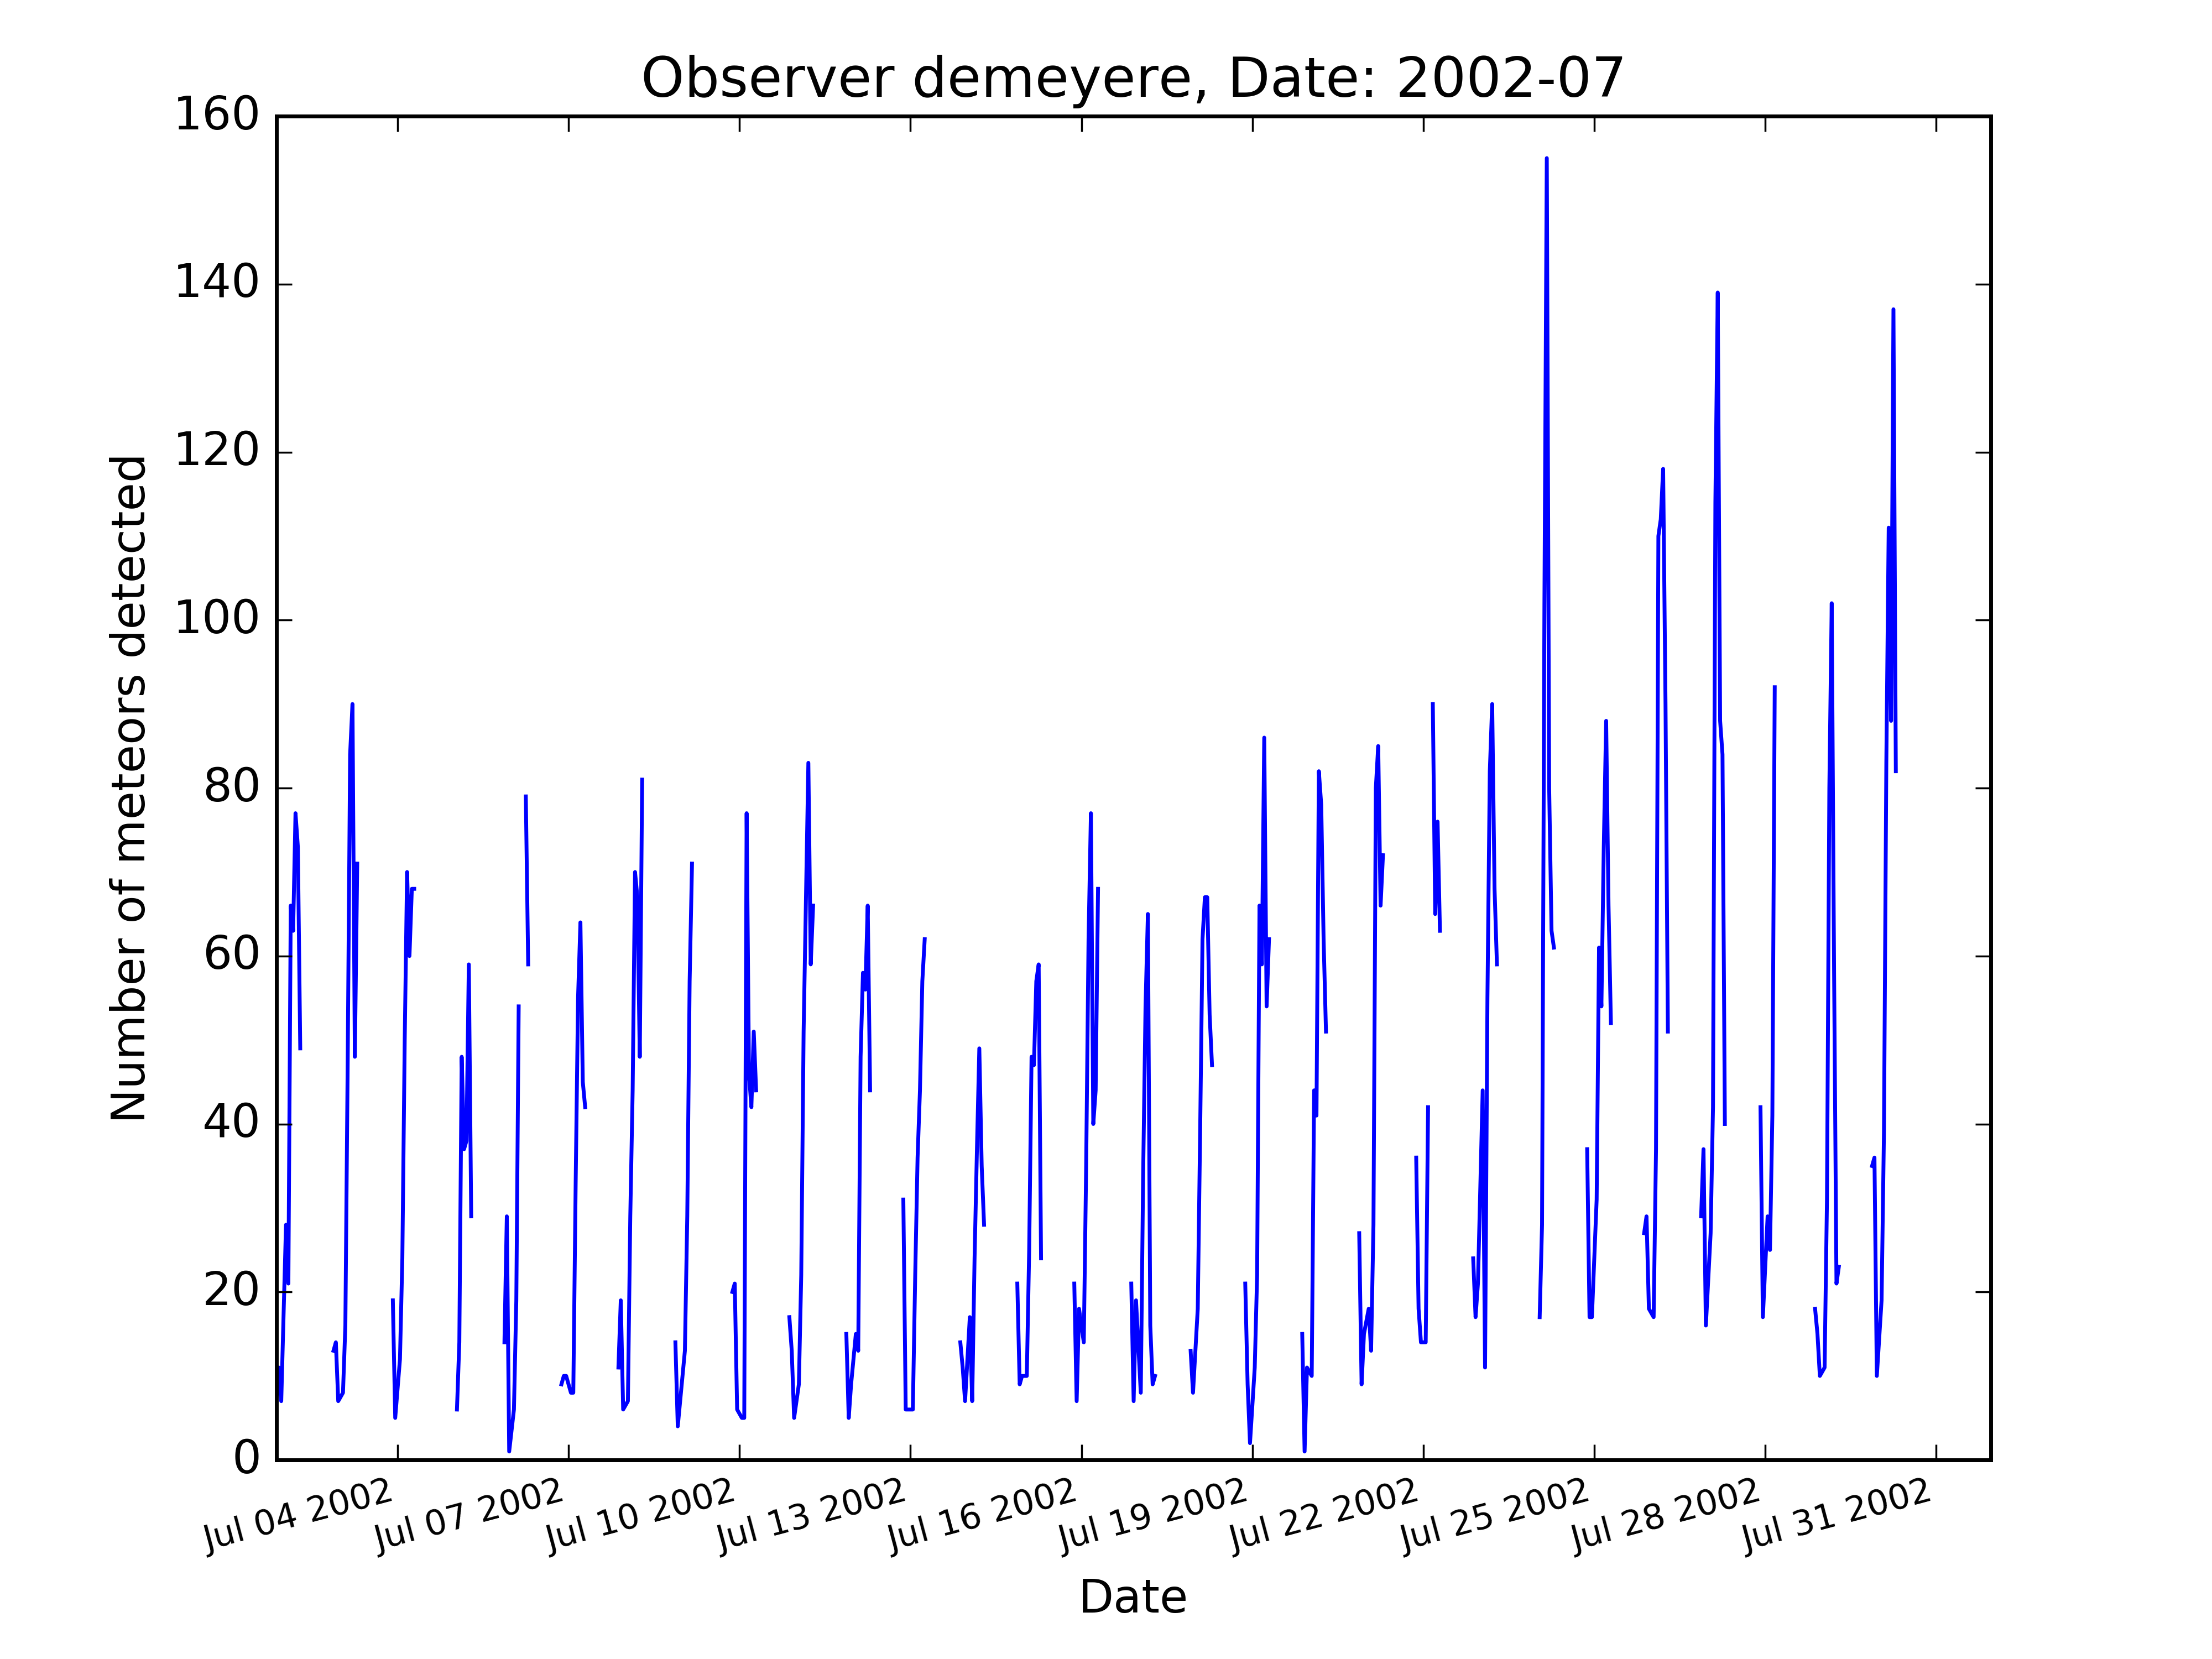 Observer demeyere, Date: 2002-07
160
140
120
100
80
60
40
20
0
Number of meteors detected
Jul 04 2002
Jul 07 2002
Jul 10 2002
Jul 13 2002
Jul 16 2002
Jul 19 2002
Jul 22 2002
Jul 25 2002
Jul 28 2002
Jul 31 2002
Date